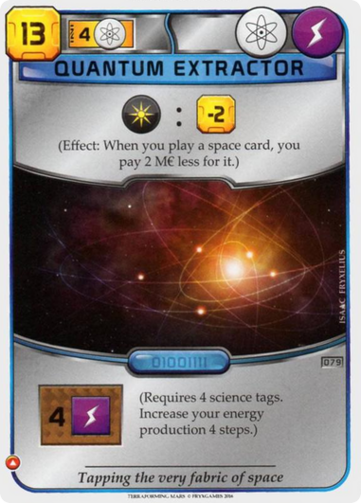 13
4
QUANTUM EXTRACTOR
: -2
(Effect: When you play a space card, you
pay 2 M€ less for it.)
ISAAC FRYXELIUS
01001111
079
4
(Requires 4 science tags.
Increase your energy
production 4 steps.)
Tapping the very fabric of space
TERRAFORMING MARS © FRYXGAMES 2016